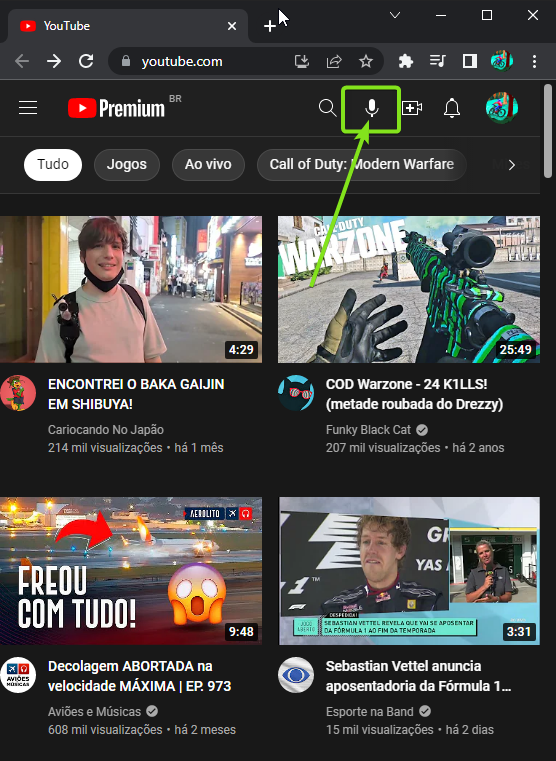 YouTube
youtube.com
Premium BR
Tudo
Jogos
Ao vivo
Call of Duty: Modern Warfare
CALL OF DUTY
WARZONE
4:29
25:49
ENCONTREI O BAKA GAIJIN
EM SHIBUYA!
Cariocando No Japão
214 mil visualizações • há 1 mês
COD Warzone - 24 K1LLS!
(metade roubada do Drezzy)
Funky Black Cat
207 mil visualizações • há 2 anos
AEROLITO
FREOU
COM TUDO!
9:48
YAS
DESPEDIDA!
JOGO
ABERTO
SEBASTIAN VETTEL REVELA QUE VAI SE APOSENTAR
DA FÓRMULA 1 AO FIM DA TEMPORADA
3:31
AVIÕES
MÚSICAS
Decolagem ABORTADA na
velocidade MÁXIMA | EP. 973
Aviões e Músicas
608 mil visualizações • há 2 meses
Sebastian Vettel anuncia
aposentadoria da Fórmula 1...
Esporte na Band
15 mil visualizações • há 2 dias